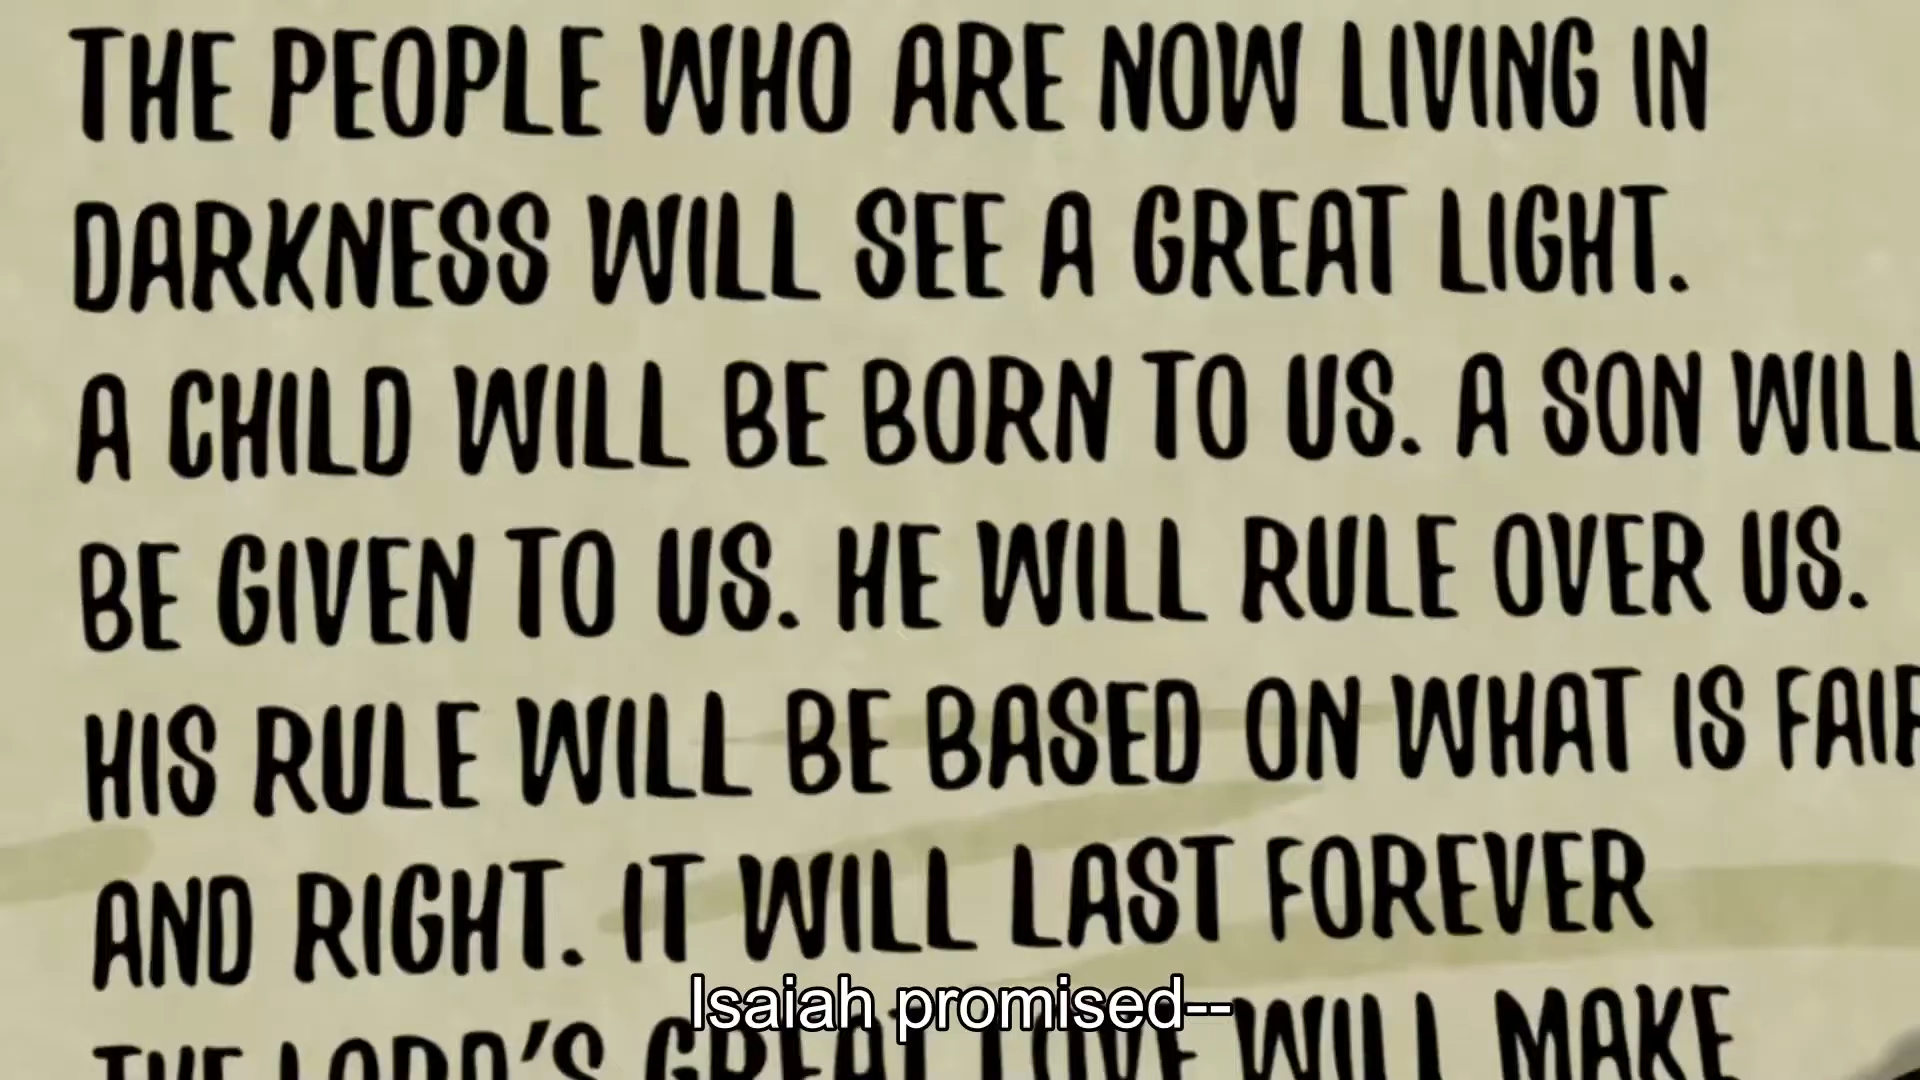 THE PEOPLE WHO ARE NOW LIVING IN
DARKNESS WILL SEE A GREAT LIGHT.
A CHILD WILL BE BORN TO US. A SON WILL
BE GIVEN TO US. HE WILL RULE OVER US.
HIS RULE WILL BE BASED ON WHAT IS FAIR
AND RIGHT. IT WILL LAST FOREVER
THE LORD'S GREAT LOVE WILL MAKE
Isaiah promised--